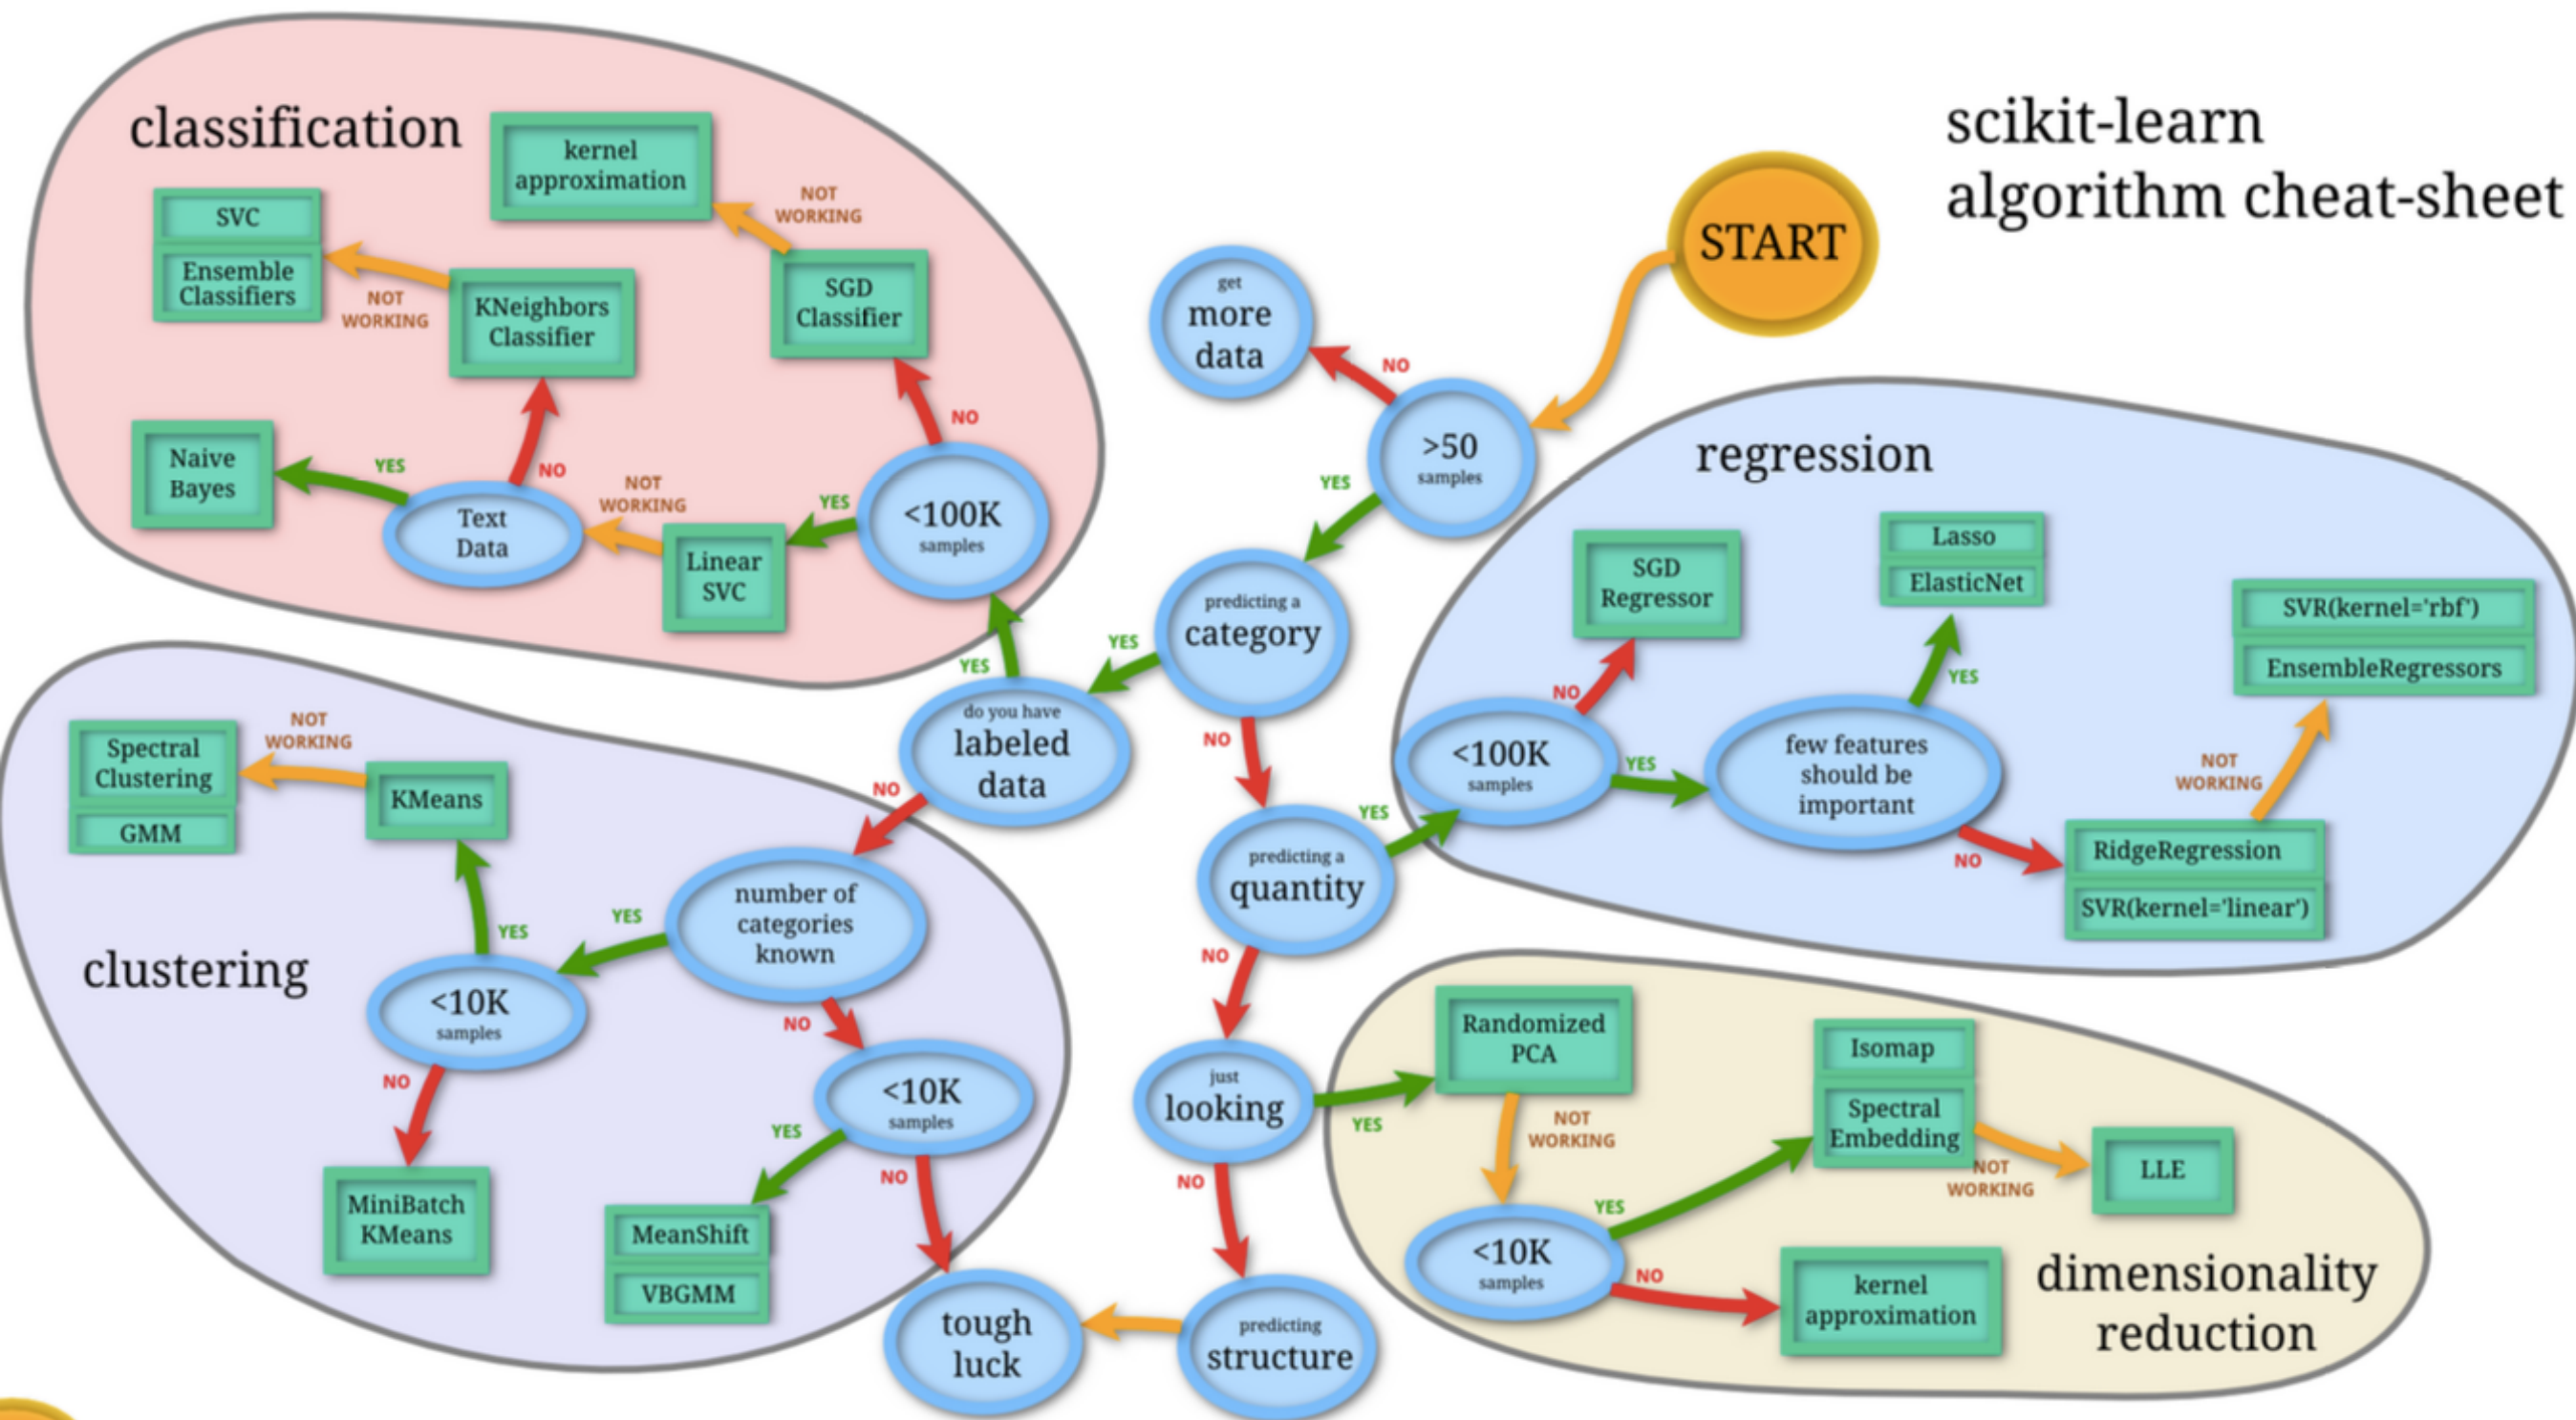 scikit-learn
algorithm cheat-sheet
START
classification
kernel
approximation
NOT
WORKING
SVC
Ensemble
Classifiers
NOT
WORKING
KNeighbors
Classifier
SGD
Classifier
NO
Naive
Bayes
YES
NO
Text
Data
NOT
WORKING
Linear
SVC
YES
<100K
samples
get
more
data
NO
>50
samples
YES
predicting a
category
YES
YES
do you have
labeled
data
NO
NO
predicting a
quantity
YES
NO
just
looking
YES
NO
predicting
structure
tough
luck
regression
SGD
Regressor
Lasso
ElasticNet
SVR(kernel='rbf')
EnsembleRegressors
NO
<100K
samples
YES
few features
should be
important
YES
NO
NOT
WORKING
RidgeRegression
SVR(kernel='linear')
clustering
Spectral
Clustering
GMM
NOT
WORKING
KMeans
YES
<10K
samples
YES
number of
categories
known
NO
NO
MiniBatch
KMeans
<10K
samples
YES
NO
MeanShift
VBGMM
dimensionality
reduction
Randomized
PCA
NOT
WORKING
<10K
samples
YES
NO
Isomap
Spectral
Embedding
NOT
WORKING
LLE
kernel
approximation